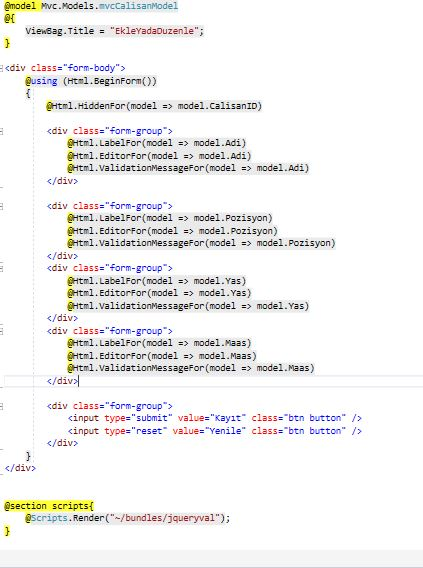 @model Mvc.Models.mvcCalisanModel
@{
ViewBag.Title = "EkleYadaDuzenle";
}
<div class="form-body">
@using (Html.BeginForm())
{
@Html.HiddenFor(model => model.CalisanID)
<div class="form-group">
@Html.LabelFor(model => model.Adi)
@Html.EditorFor(model => model.Adi)
@Html.ValidationMessageFor(model => model.Adi)
</div>
<div class="form-group">
@Html.LabelFor(model => model.Pozisyon)
@Html.EditorFor(model => model.Pozisyon)
@Html.ValidationMessageFor(model => model.Pozisyon)
</div>
<div class="form-group">
@Html.LabelFor(model => model.Yas)
@Html.EditorFor(model => model.Yas)
@Html.ValidationMessageFor(model => model.Yas)
</div>
<div class="form-group">
@Html.LabelFor(model => model.Maas)
@Html.EditorFor(model => model.Maas)
@Html.ValidationMessageFor(model => model.Maas)
</div>
<div class="form-group">
<input type="submit" value="Kayıt" class="btn button" />
<input type="reset" value="Yenile" class="btn button" />
</div>
}
</div>
@section scripts{
@Scripts.Render("~/bundles/jqueryval");
}